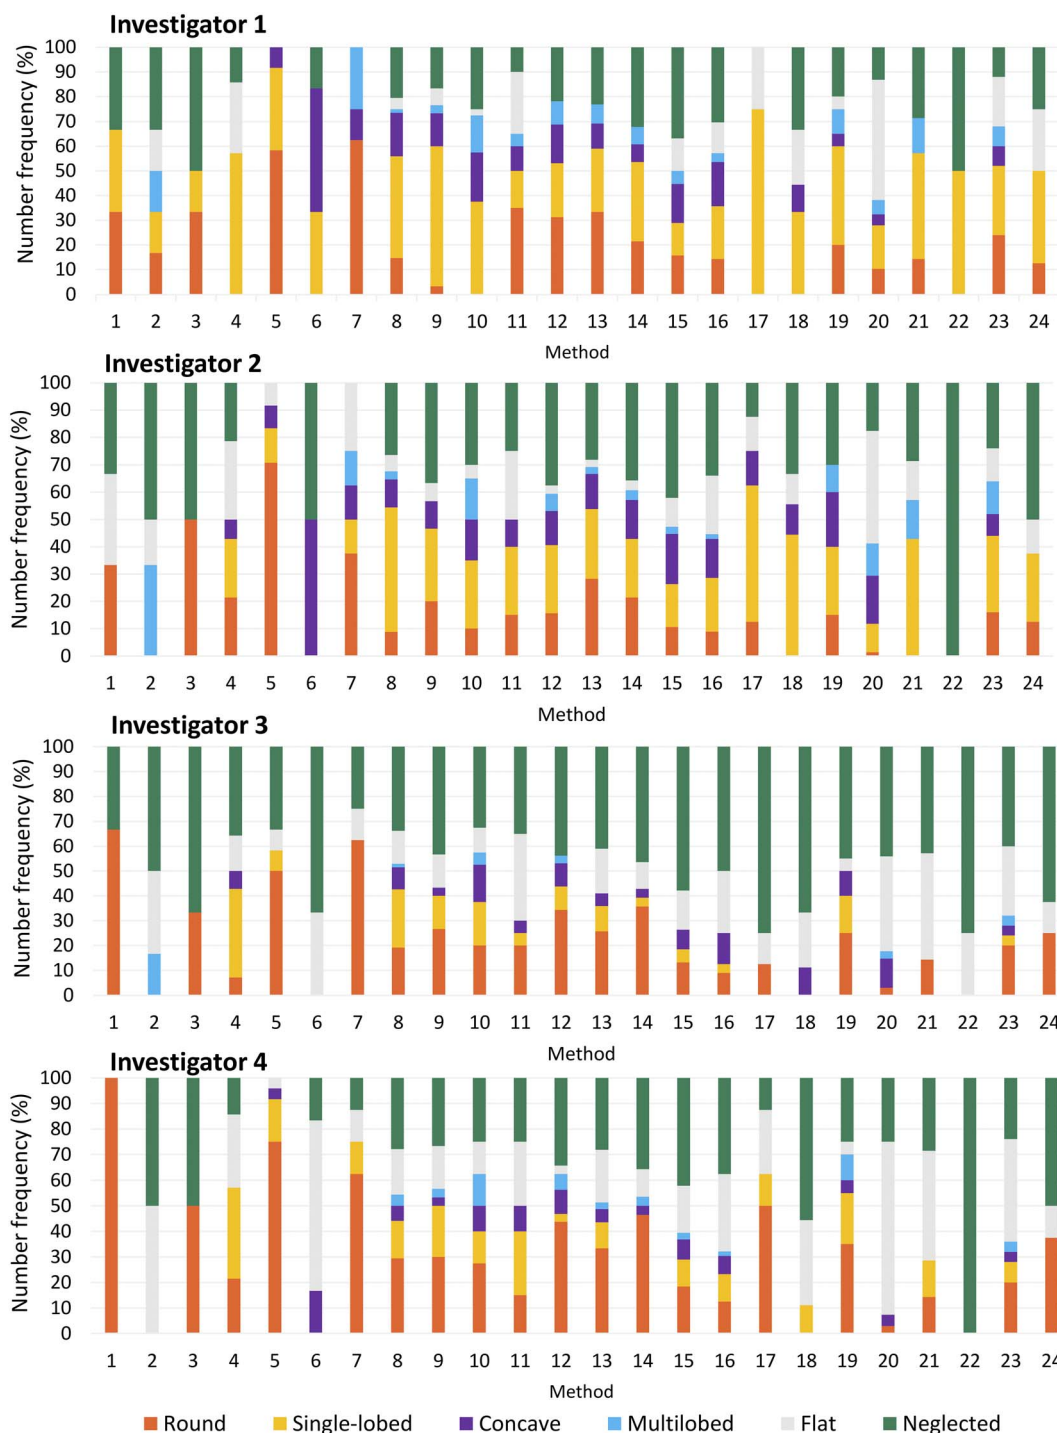 Investigator 1
Number frequency (%)
100
90
80
70
60
50
40
30
20
10
0
1 2 3 4 5 6 7 8 9 10 11 12 13 14 15 16 17 18 19 20 21 22 23 24
Method
Investigator 2
Number frequency (%)
100
90
80
70
60
50
40
30
20
10
0
1 2 3 4 5 6 7 8 9 10 11 12 13 14 15 16 17 18 19 20 21 22 23 24
Method
Investigator 3
Number frequency (%)
100
90
80
70
60
50
40
30
20
10
0
1 2 3 4 5 6 7 8 9 10 11 12 13 14 15 16 17 18 19 20 21 22 23 24
Method
Investigator 4
Number frequency (%)
100
90
80
70
60
50
40
30
20
10
0
1 2 3 4 5 6 7 8 9 10 11 12 13 14 15 16 17 18 19 20 21 22 23 24
Method
Round Single-lobed Concave Multilobed Flat Neglected